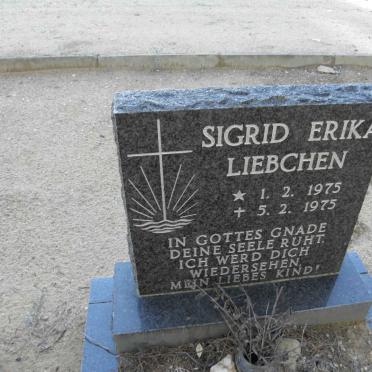 SIGRID ERIKA
LIEBCHEN
★ 1. 2. 1975
✝ 5. 2. 1975
IN GOTTES GNADE
DEINE SEELE RUHT.
ICH WERD DICH
WIEDERSEHEN,
MEIN LIEBES KIND!